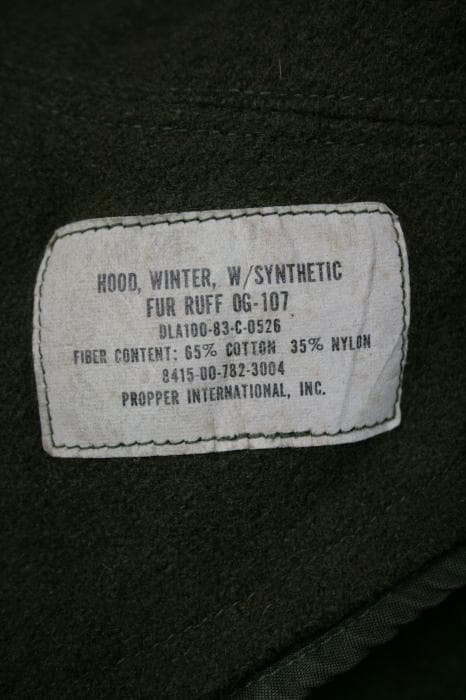 HOOD, WINTER, W/SYNTHETIC
FUR RUFF OG-107
DLA100-83-C-0526
FIBER CONTENT: 65% COTTON 35% NYLON
8415-00-782-3004
PROPPER INTERNATIONAL, INC.